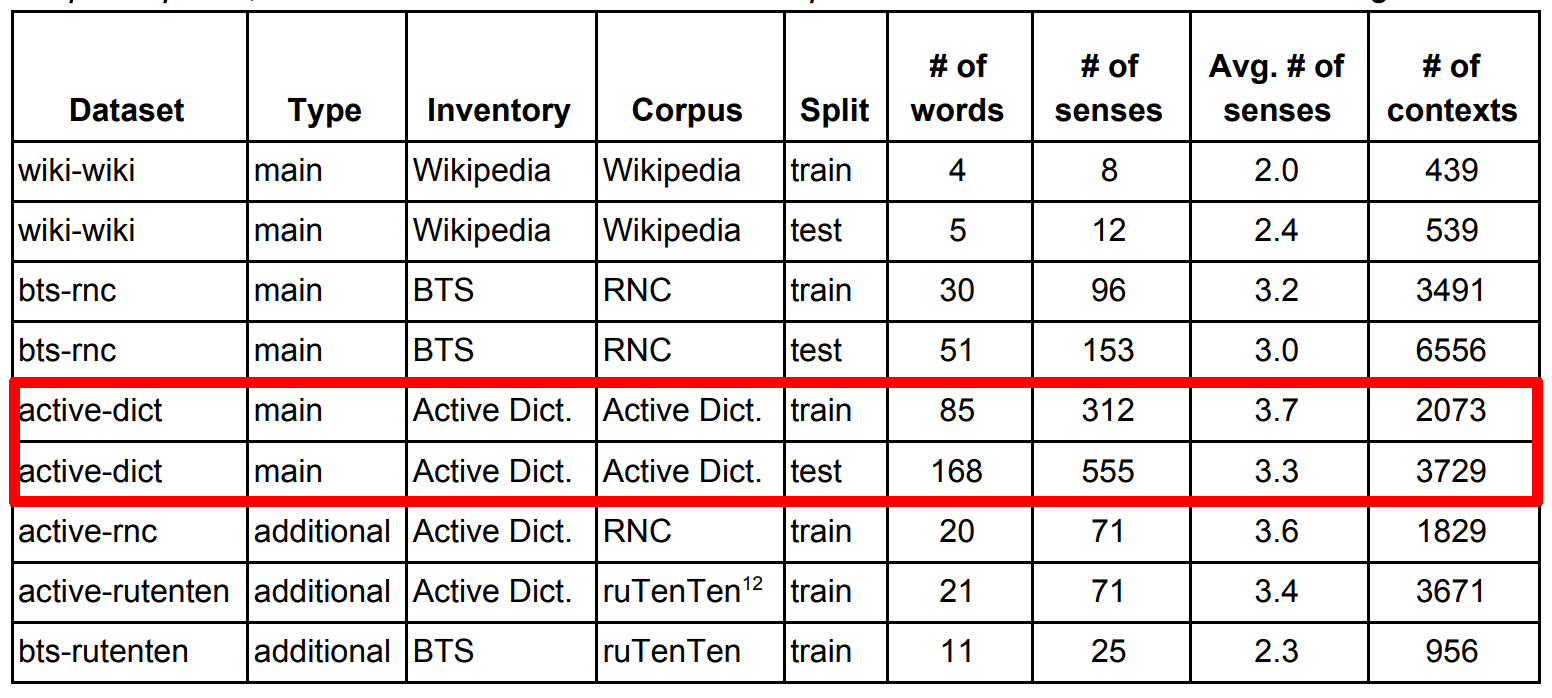 Dataset Type Inventory Corpus Split # of words # of senses Avg. # of senses # of contexts
wiki-wiki main Wikipedia Wikipedia train 4 8 2.0 439
wiki-wiki main Wikipedia Wikipedia test 5 12 2.4 539
bts-rnc main BTS RNC train 30 96 3.2 3491
bts-rnc main BTS RNC test 51 153 3.0 6556
active-dict main Active Dict. Active Dict. train 85 312 3.7 2073
active-dict main Active Dict. Active Dict. test 168 555 3.3 3729
active-rnc additional Active Dict. RNC train 20 71 3.6 1829
active-rutenten additional Active Dict. ruTenTen12 train 21 71 3.4 3671
bts-rutenten additional BTS ruTenTen train 11 25 2.3 956